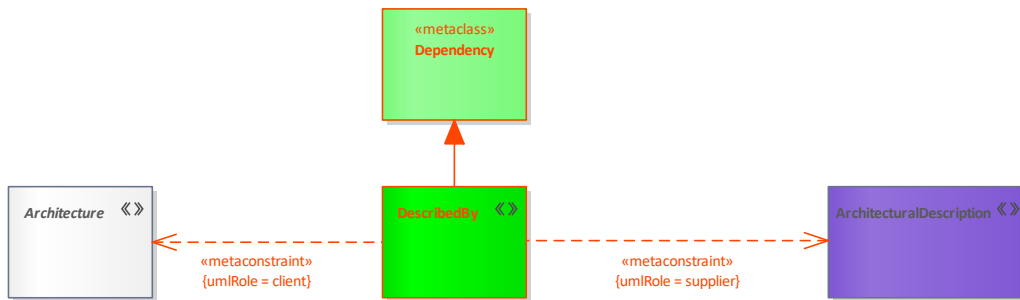 «metaclass»
Dependency
Architecture «»
DescribedBy «»
ArchitecturalDescription «»
«metaconstraint»
{umlRole = client}
«metaconstraint»
{umlRole = supplier}